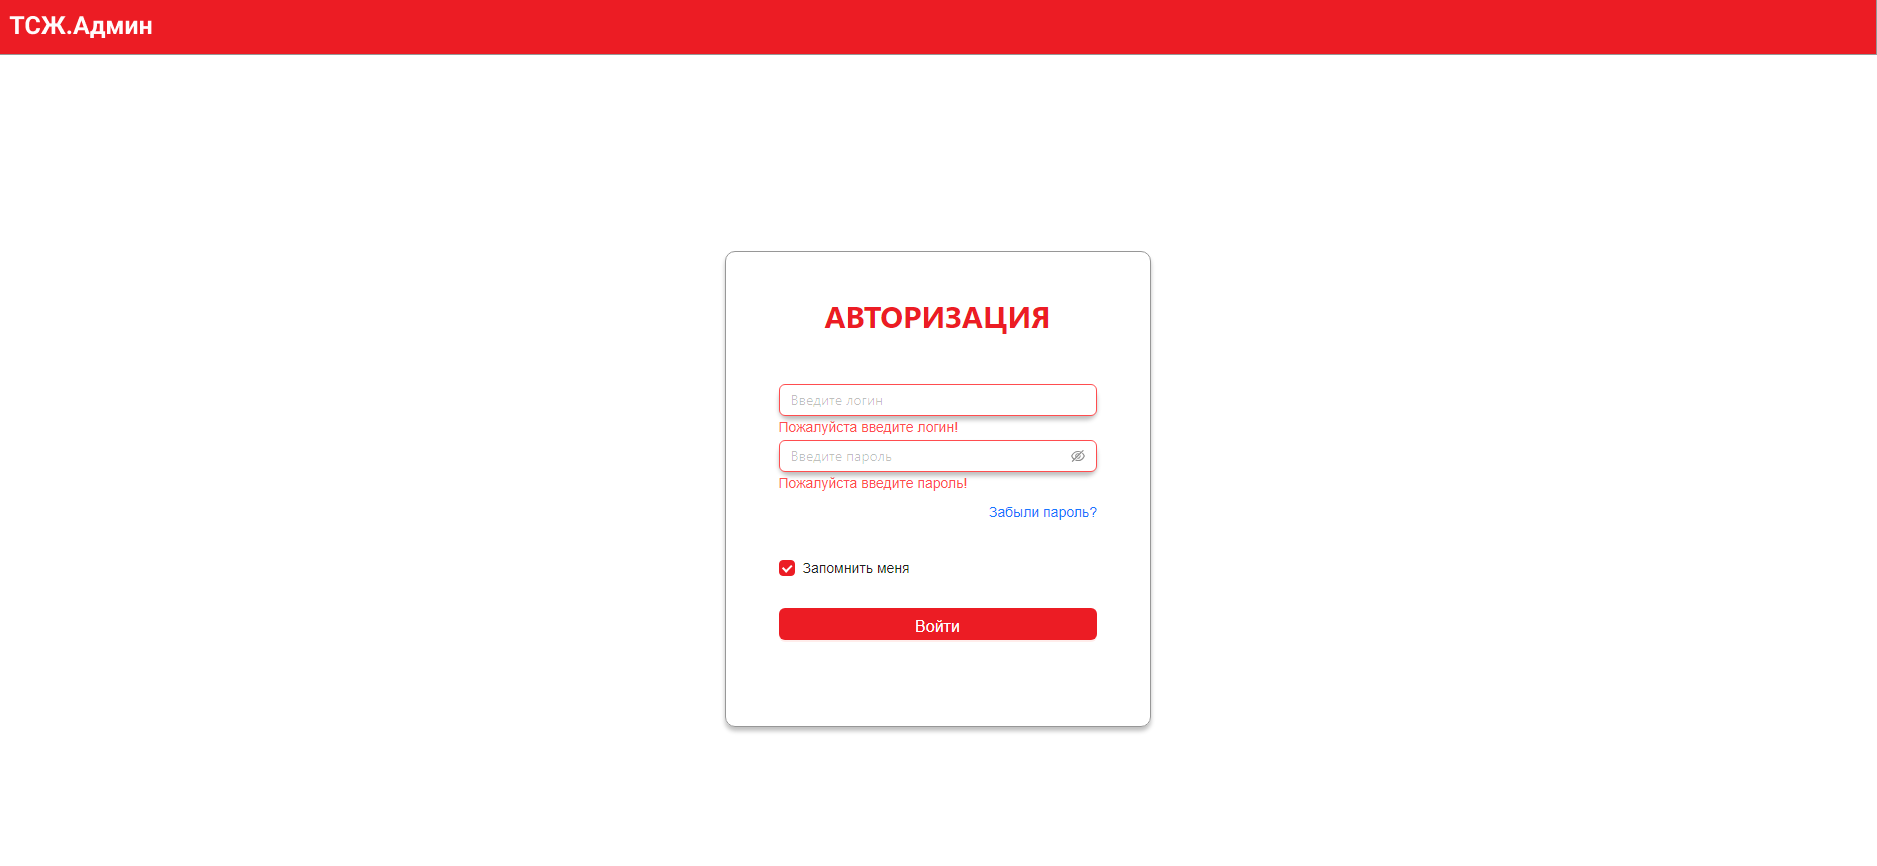 ТСЖ.Админ
АВТОРИЗАЦИЯ
Введите логин
Пожалуйста введите логин!
Введите пароль
Пожалуйста введите пароль!
Забыли пароль?
Запомнить меня
Войти